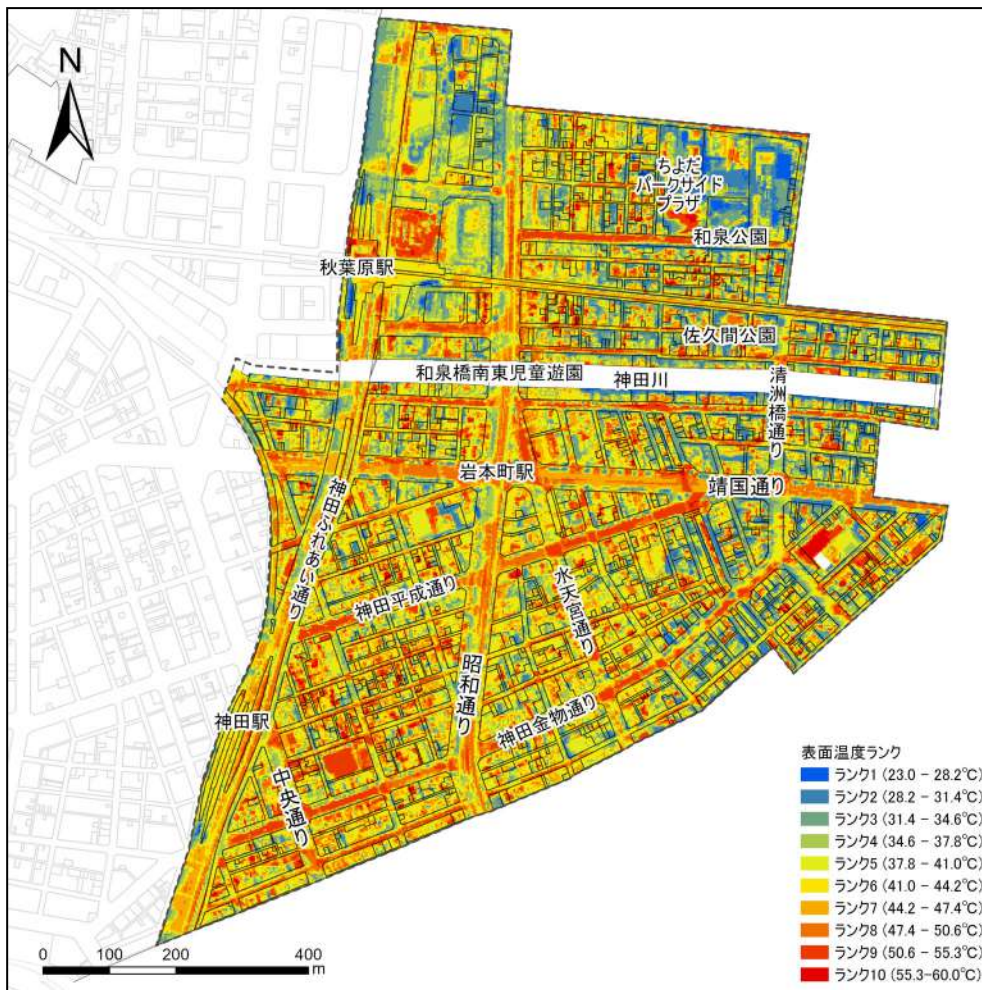 N
ちよだ
パークサイド
プラザ
和泉公園
秋葉原駅
佐久間公園
和泉橋南東児童遊園
神田川
清洲橋通り
岩本町駅
靖国通り
神田ふれあい通り
神田平成通り
水天宮通り
昭和通り
神田駅
神田金物通り
中央通り
表面温度ランク
ランク1 (23.0 - 28.2℃)
ランク2 (28.2 - 31.4℃)
ランク3 (31.4 - 34.6℃)
ランク4 (34.6 - 37.8℃)
ランク5 (37.8 - 41.0℃)
ランク6 (41.0 - 44.2℃)
ランク7 (44.2 - 47.4℃)
ランク8 (47.4 - 50.6℃)
ランク9 (50.6 - 55.3℃)
ランク10 (55.3-60.0℃)
0 100 200 400
m